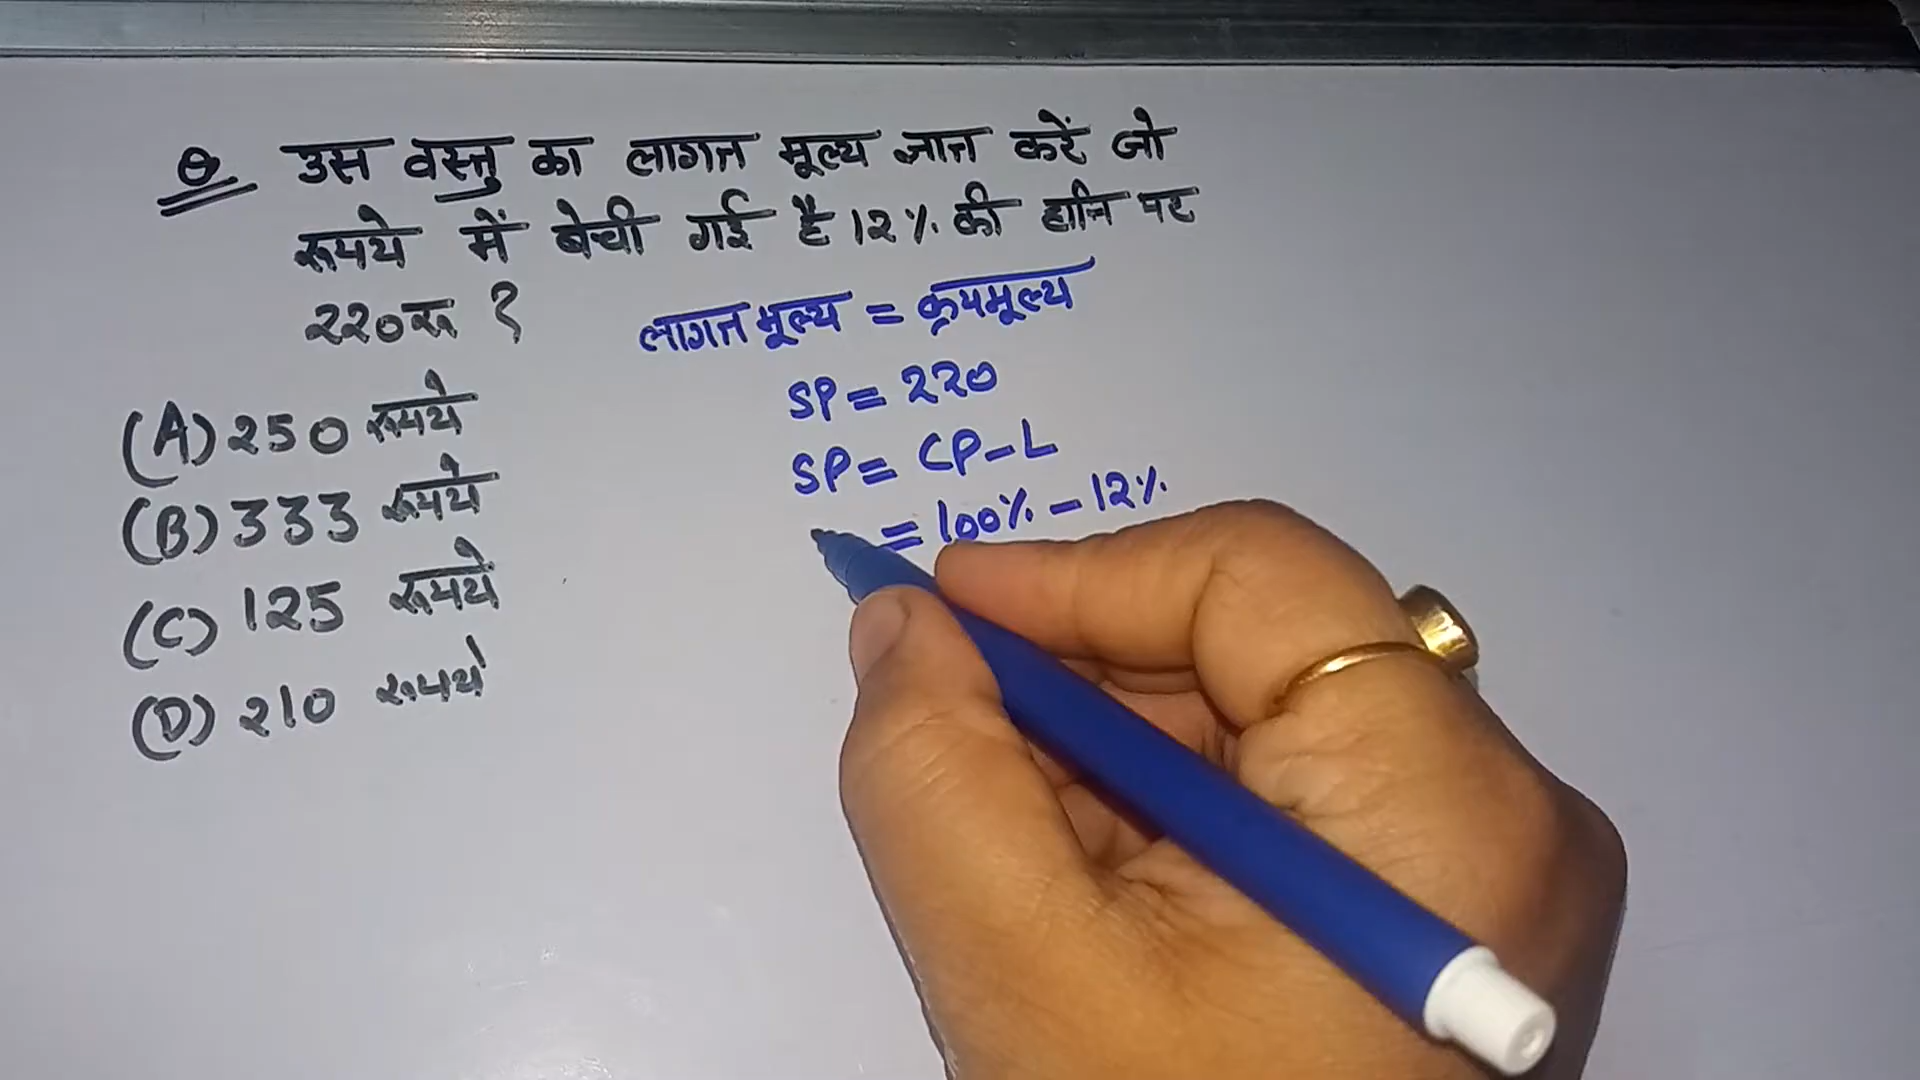 Q उस वस्तु का लागत मूल्य ज्ञात करें जो
रूपये में बेची गई है 12% की हानि पर
220रू ?
लागत मूल्य = क्रयमूल्य
SP = 220
SP = CP - L
= 100% - 12%
(A) 250 रूपये
(B) 333 रूपये
(C) 125 रूपये
(D) 210 रूपये